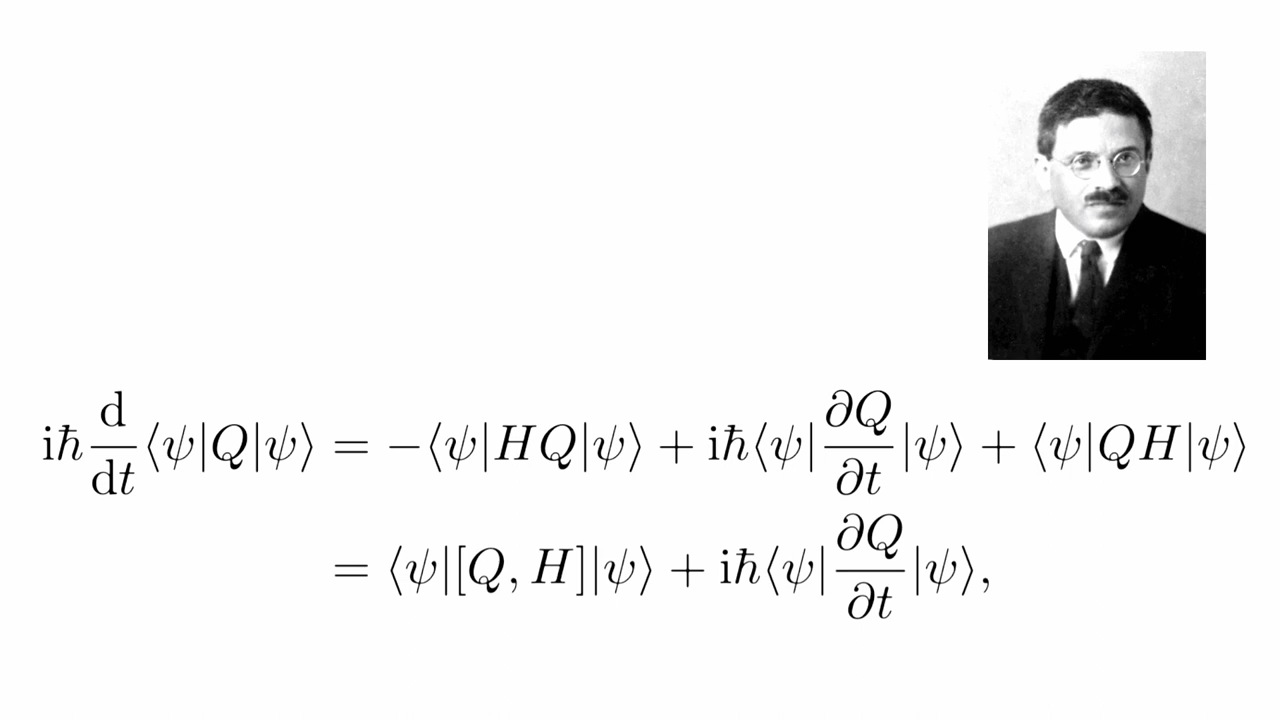 iℏ d/dt ⟨ψ|Q|ψ⟩ = −⟨ψ|HQ|ψ⟩ + iℏ⟨ψ| ∂Q/∂t |ψ⟩ + ⟨ψ|QH|ψ⟩
= ⟨ψ|[Q, H]|ψ⟩ + iℏ⟨ψ| ∂Q/∂t |ψ⟩,